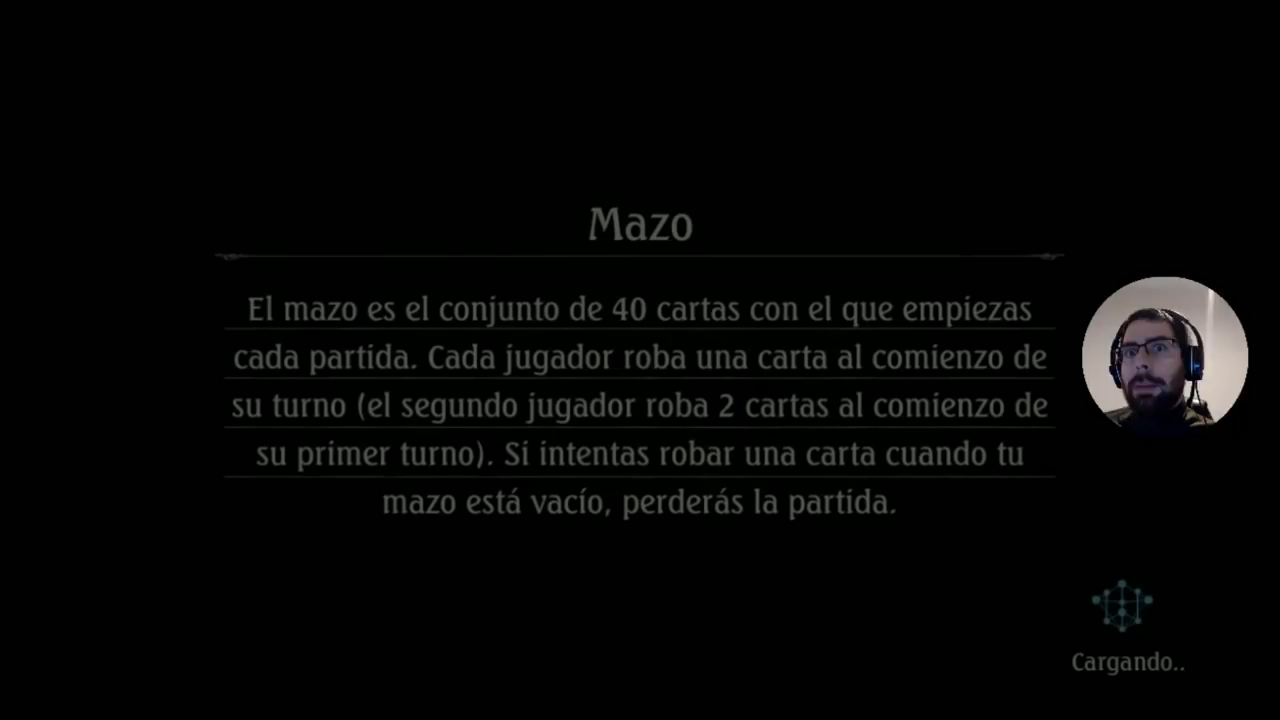 Mazo
El mazo es el conjunto de 40 cartas con el que empiezas
cada partida. Cada jugador roba una carta al comienzo de
su turno (el segundo jugador roba 2 cartas al comienzo de
su primer turno). Si intentas robar una carta cuando tu
mazo está vacío, perderás la partida.
Cargando..